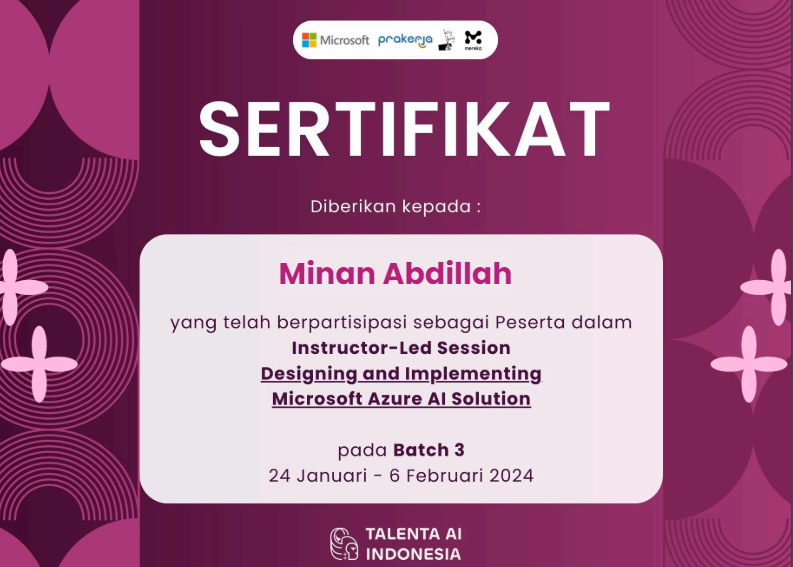 Microsoft prakerja mereka
SERTIFIKAT
Diberikan kepada :
Minan Abdillah
yang telah berpartisipasi sebagai Peserta dalam
Instructor-Led Session
Designing and Implementing
Microsoft Azure AI Solution
pada Batch 3
24 Januari - 6 Februari 2024
TALENTA AI
INDONESIA